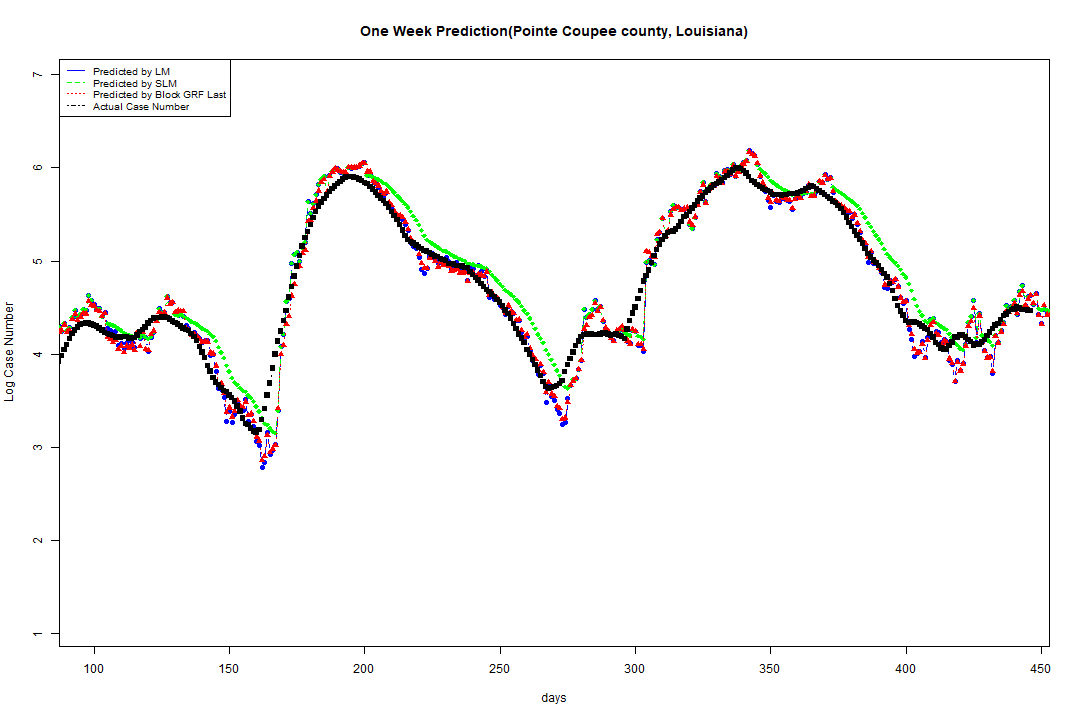 One Week Prediction(Pointe Coupee county, Louisiana)
Predicted by LM
Predicted by SLM
Predicted by Block GRF Last
Actual Case Number
7
6
5
4
3
2
1
Log Case Number
100 150 200 250 300 350 400 450
days